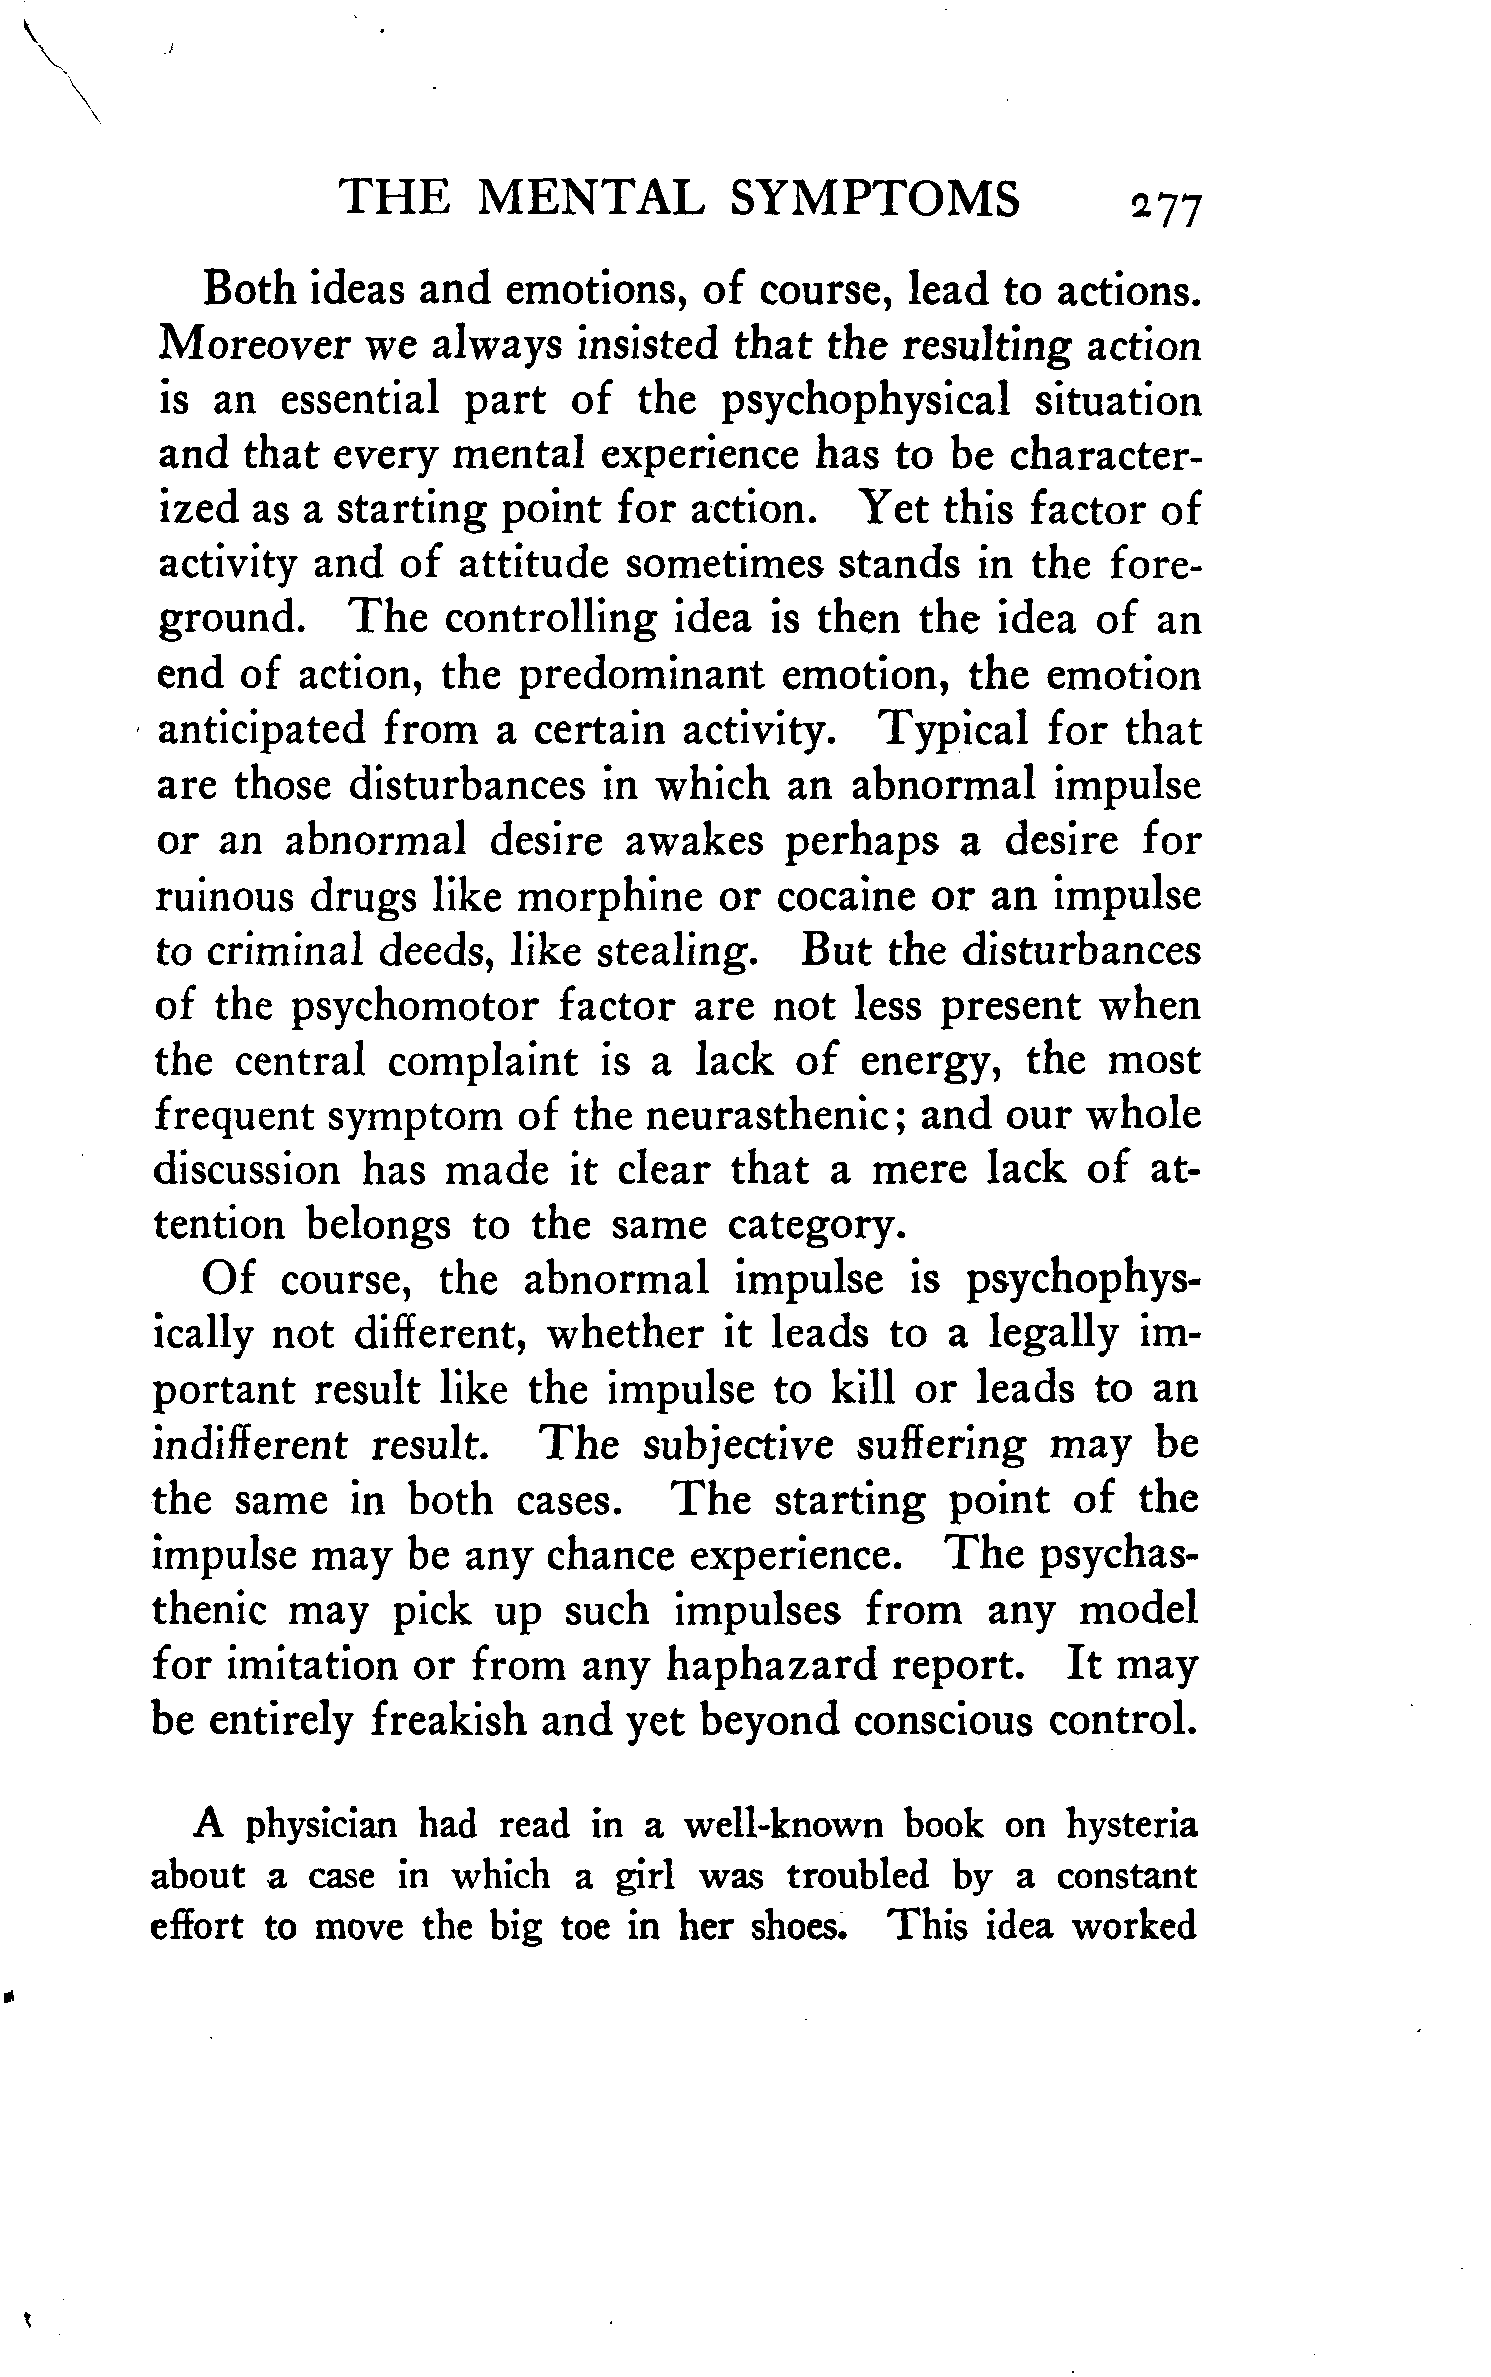 THE MENTAL SYMPTOMS 277
Both ideas and emotions, of course, lead to actions.
Moreover we always insisted that the resulting action
is an essential part of the psychophysical situation
and that every mental experience has to be character-
ized as a starting point for action. Yet this factor of
activity and of attitude sometimes stands in the fore-
ground. The controlling idea is then the idea of an
end of action, the predominant emotion, the emotion
anticipated from a certain activity. Typical for that
are those disturbances in which an abnormal impulse
or an abnormal desire awakes perhaps a desire for
ruinous drugs like morphine or cocaine or an impulse
to criminal deeds, like stealing. But the disturbances
of the psychomotor factor are not less present when
the central complaint is a lack of energy, the most
frequent symptom of the neurasthenic; and our whole
discussion has made it clear that a mere lack of at-
tention belongs to the same category.
Of course, the abnormal impulse is psychophys-
ically not different, whether it leads to a legally im-
portant result like the impulse to kill or leads to an
indifferent result. The subjective suffering may be
the same in both cases. The starting point of the
impulse may be any chance experience. The psychas-
thenic may pick up such impulses from any model
for imitation or from any haphazard report. It may
be entirely freakish and yet beyond conscious control.
A physician had read in a well-known book on hysteria
about a case in which a girl was troubled by a constant
effort to move the big toe in her shoes. This idea worked